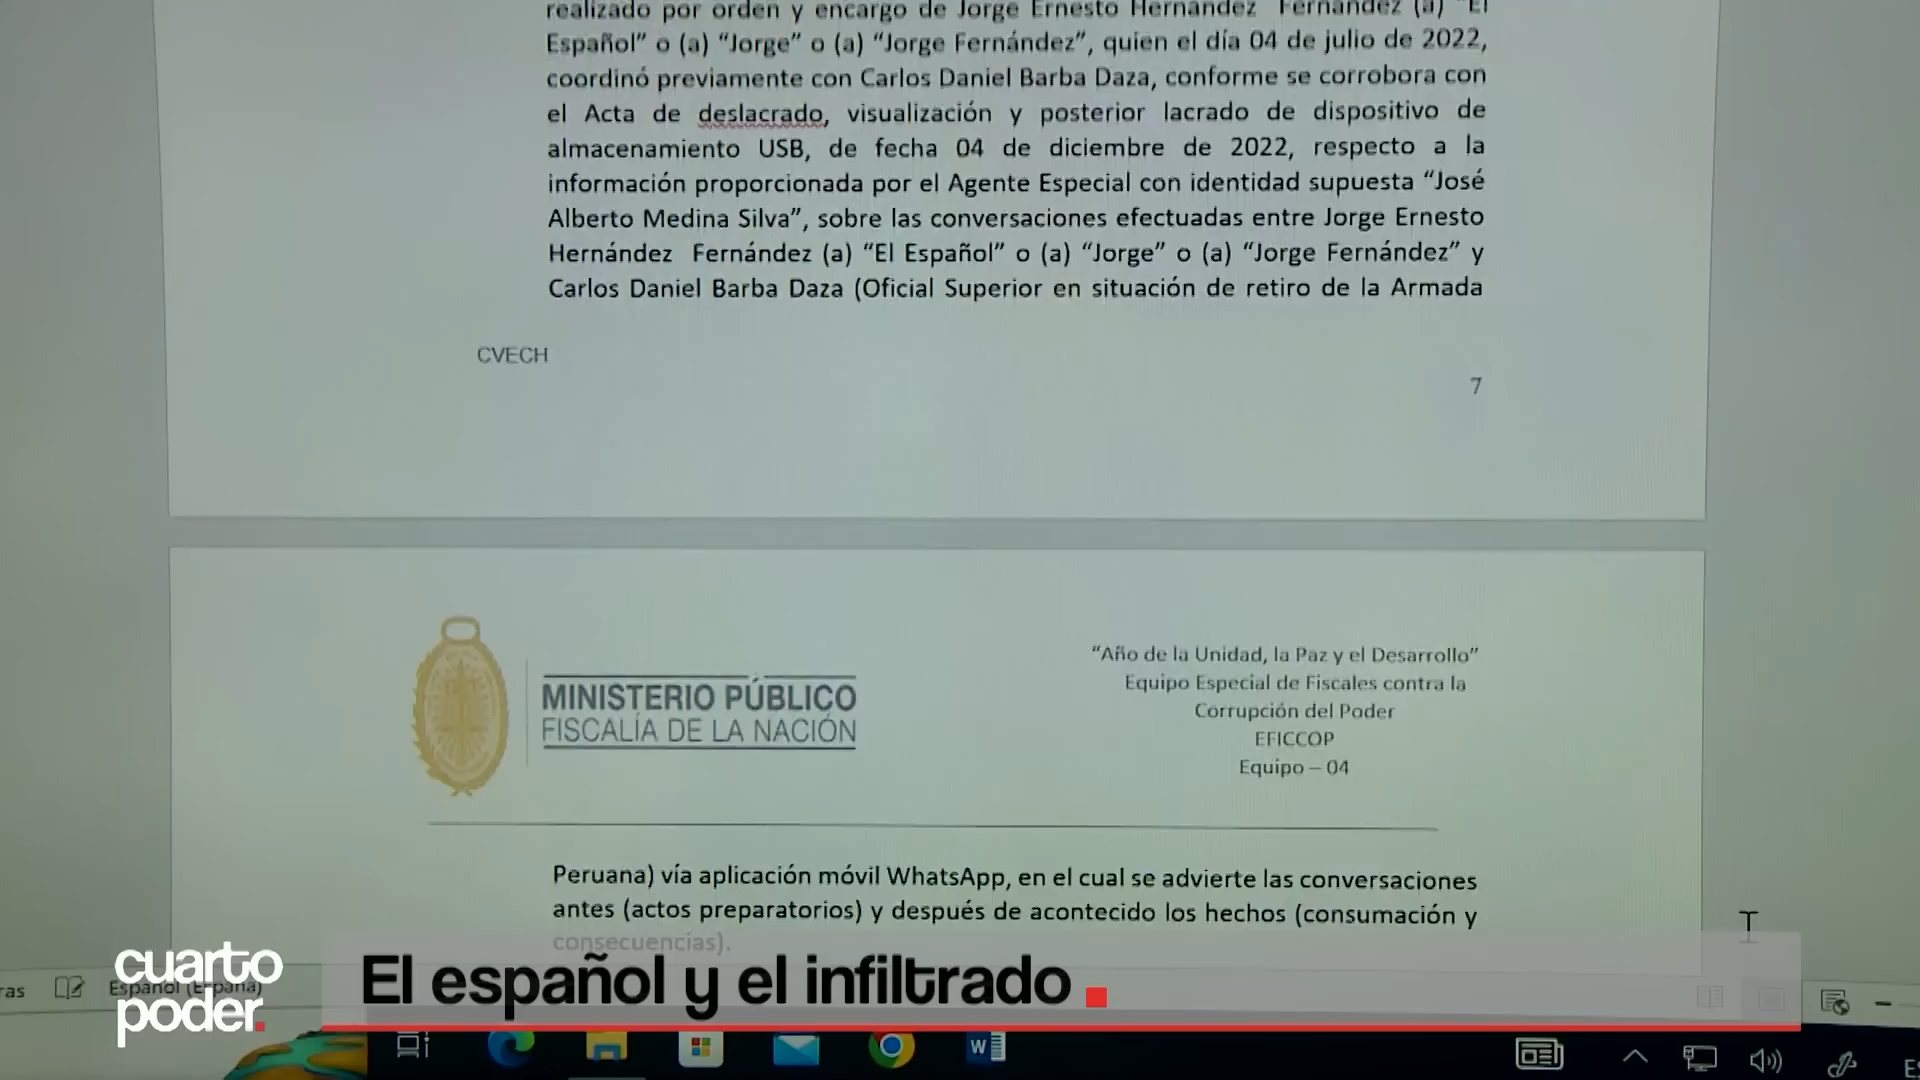 realizado por orden y encargo de Jorge Ernesto Hernández Fernández (a) “El
Español” o (a) “Jorge” o (a) “Jorge Fernández”, quien el día 04 de julio de 2022,
coordinó previamente con Carlos Daniel Barba Daza, conforme se corrobora con
el Acta de deslacrado, visualización y posterior lacrado de dispositivo de
almacenamiento USB, de fecha 04 de diciembre de 2022, respecto a la
información proporcionada por el Agente Especial con identidad supuesta “José
Alberto Medina Silva”, sobre las conversaciones efectuadas entre Jorge Ernesto
Hernández Fernández (a) “El Español” o (a) “Jorge” o (a) “Jorge Fernández” y
Carlos Daniel Barba Daza (Oficial Superior en situación de retiro de la Armada
CVECH
7
MINISTERIO PÚBLICO
FISCALÍA DE LA NACIÓN
“Año de la Unidad, la Paz y el Desarrollo”
Equipo Especial de Fiscales contra la
Corrupción del Poder
EFICCOP
Equipo – 04
Peruana) vía aplicación móvil WhatsApp, en el cual se advierte las conversaciones
antes (actos preparatorios) y después de acontecido los hechos (consumación y
consecuencias).
ras
Español (España)
cuarto
poder.
El español y el infiltrado
W